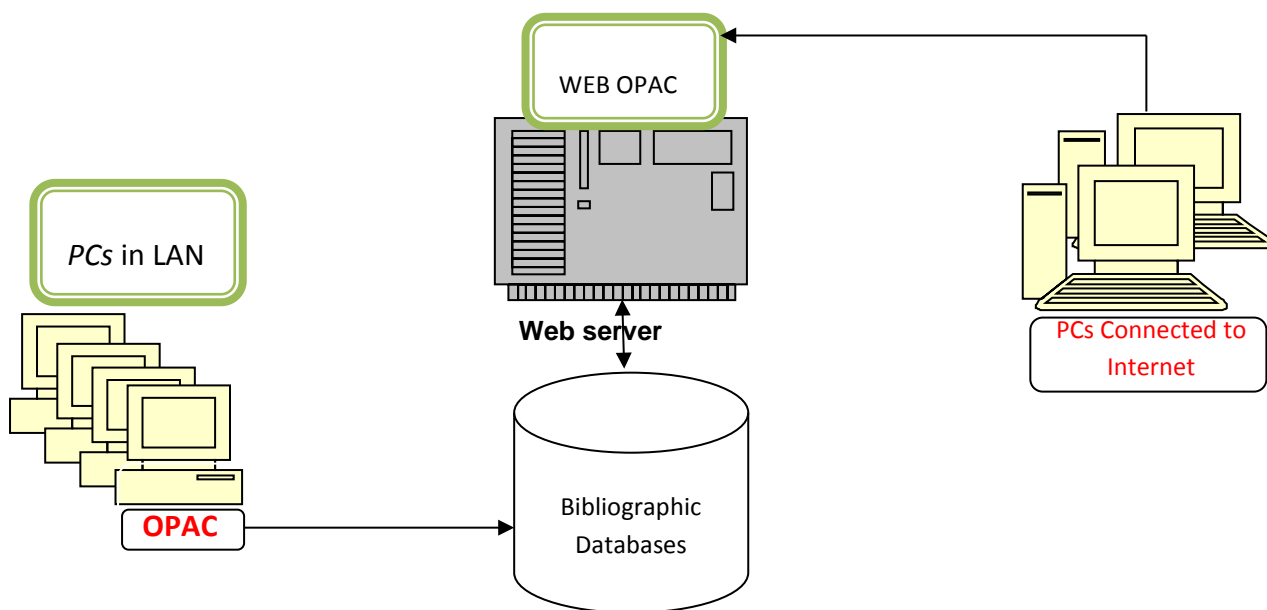 WEB OPAC
PCs in LAN
Web server
PCs Connected to
Internet
OPAC
Bibliographic
Databases